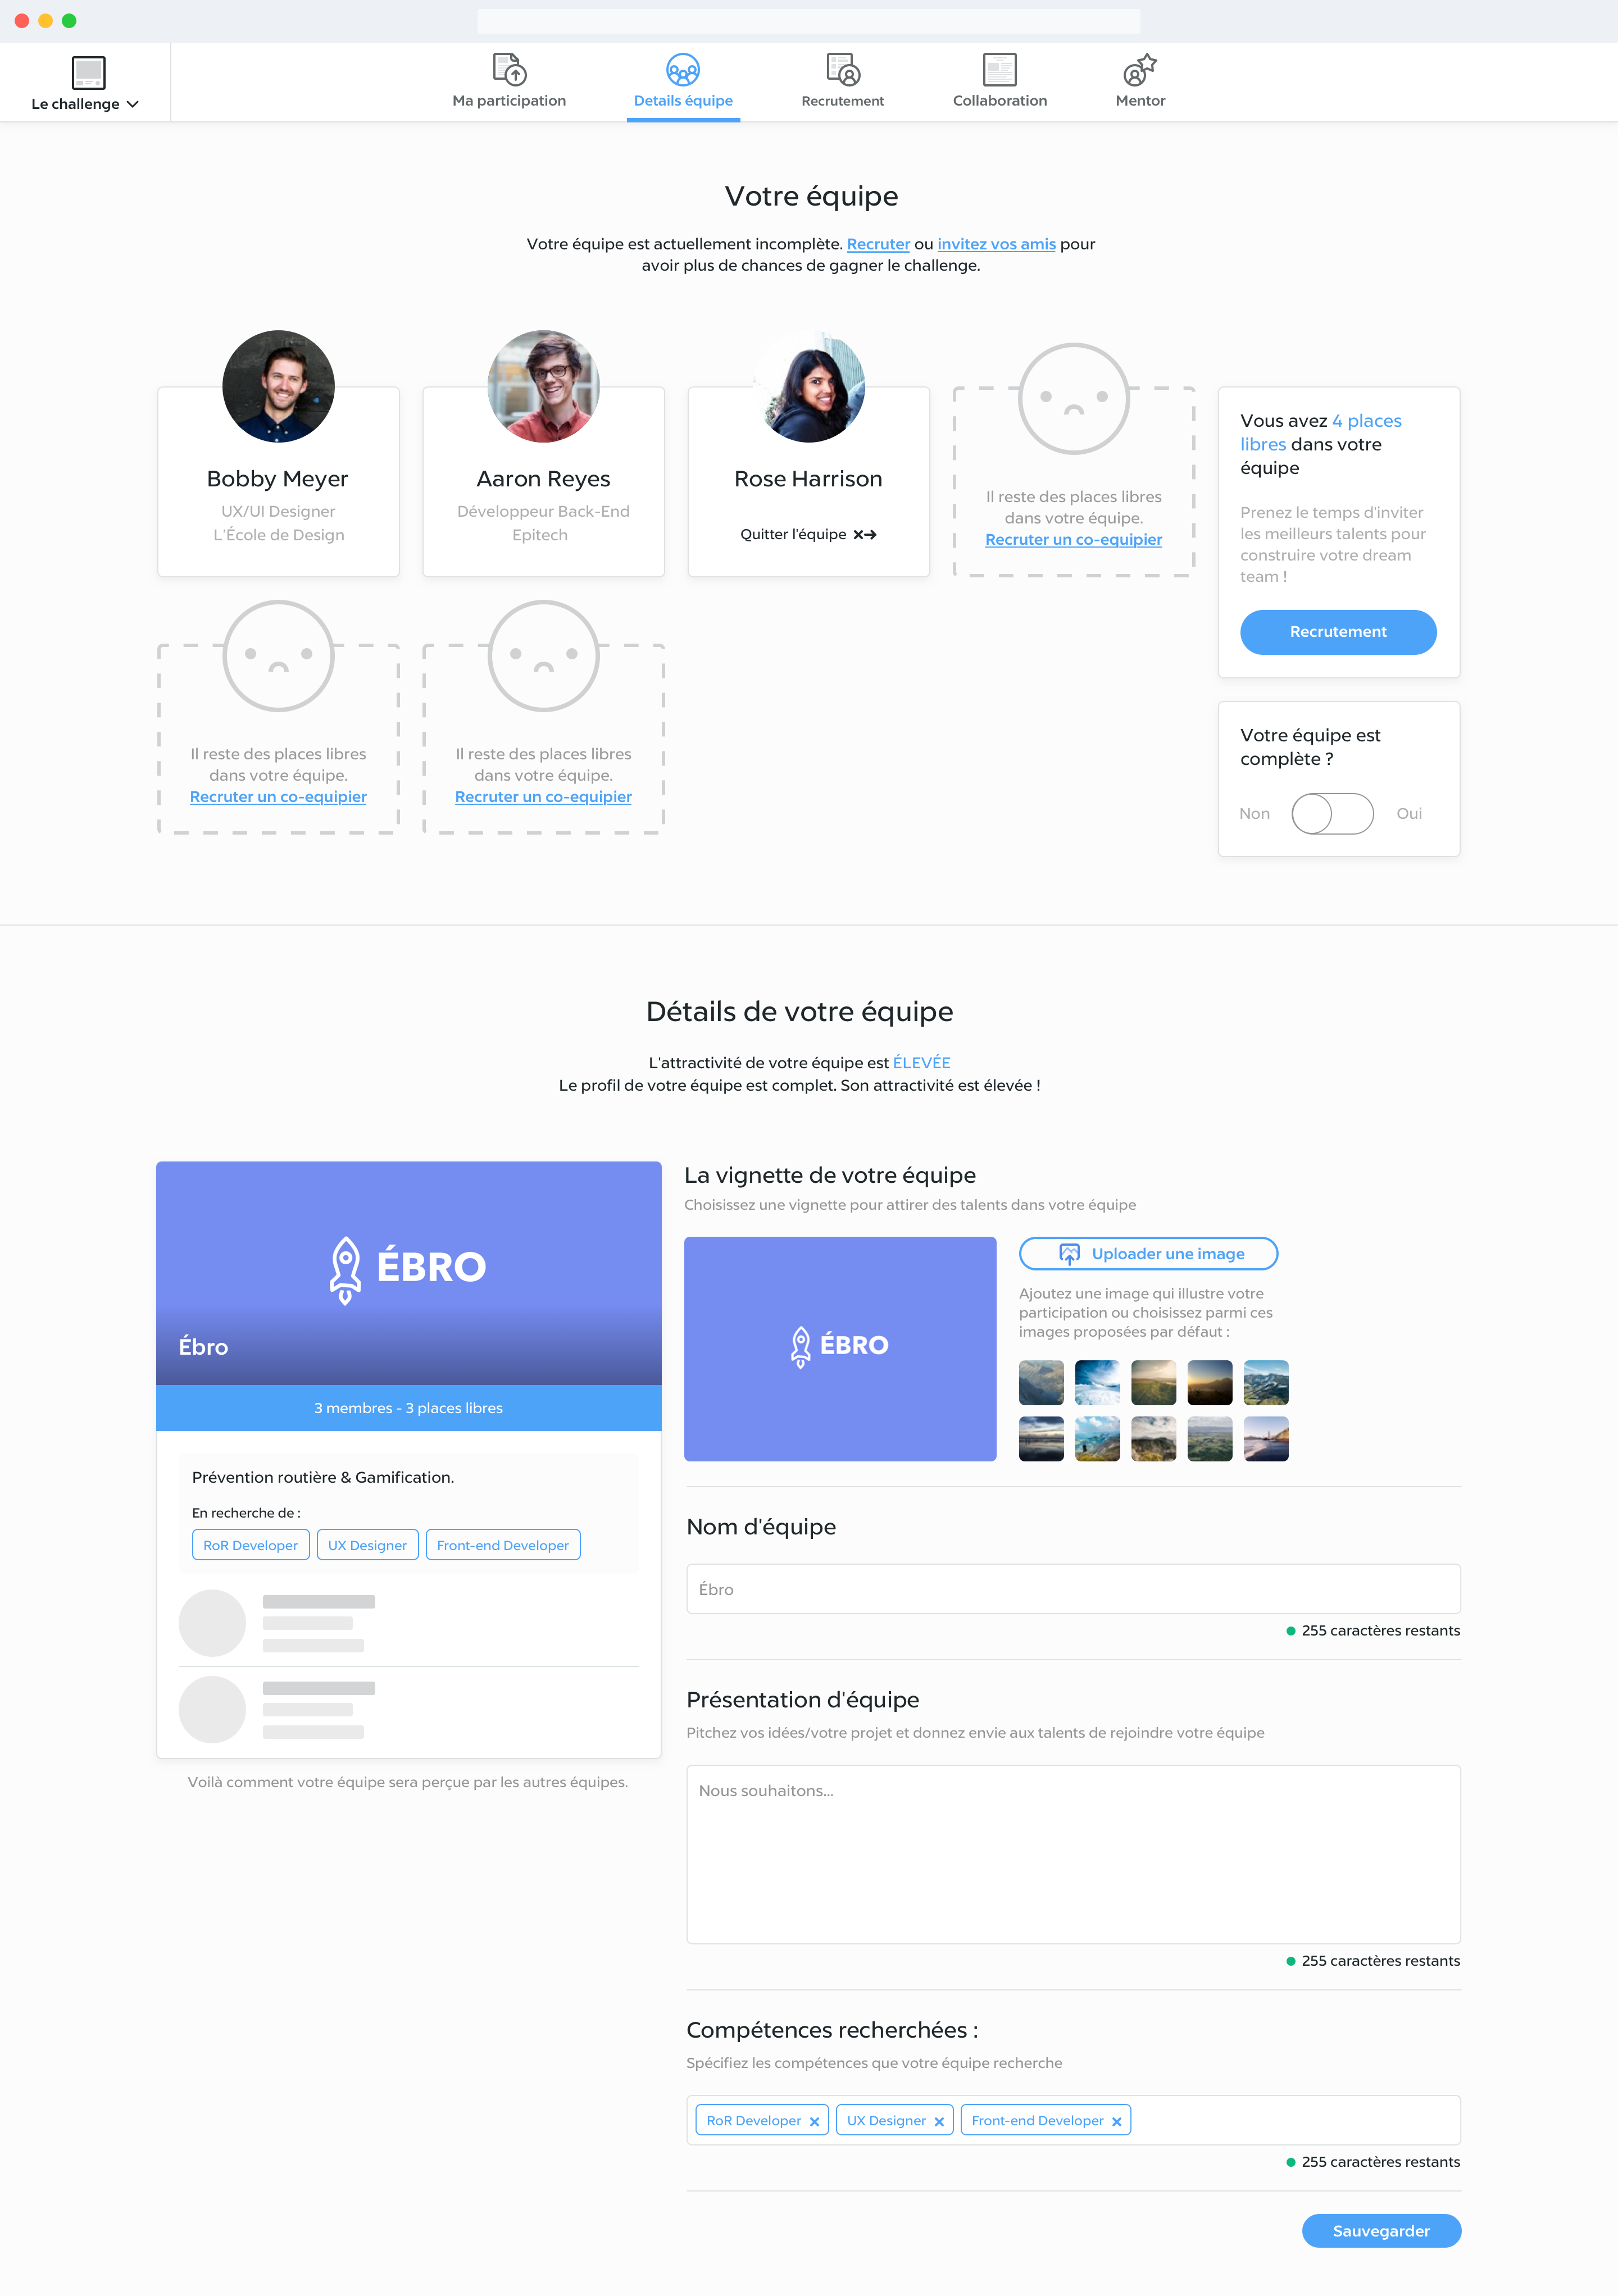 Le challenge
Ma participation
Details équipe
Recrutement
Collaboration
Mentor
Votre équipe
Votre équipe est actuellement incomplète. Recruter ou invitez vos amis pour
avoir plus de chances de gagner le challenge.
Bobby Meyer
UX/UI Designer
L'École de Design
Aaron Reyes
Développeur Back-End
Epitech
Rose Harrison
Quitter l'équipe
Il reste des places libres
dans votre équipe.
Recruter un co-equipier
Vous avez 4 places
libres dans votre
équipe
Prenez le temps d'inviter
les meilleurs talents pour
construire votre dream
team !
Recrutement
Il reste des places libres
dans votre équipe.
Recruter un co-equipier
Il reste des places libres
dans votre équipe.
Recruter un co-equipier
Votre équipe est
complète ?
Non
Oui
Détails de votre équipe
L'attractivité de votre équipe est ÉLEVÉE
Le profil de votre équipe est complet. Son attractivité est élevée !
ÉBRO
Ébro
3 membres - 3 places libres
Prévention routière & Gamification.
En recherche de :
RoR Developer
UX Designer
Front-end Developer
Voilà comment votre équipe sera perçue par les autres équipes.
La vignette de votre équipe
Choisissez une vignette pour attirer des talents dans votre équipe
ÉBRO
Uploader une image
Ajoutez une image qui illustre votre
participation ou choisissez parmi ces
images proposées par défaut :
Nom d'équipe
Ébro
255 caractères restants
Présentation d'équipe
Pitchez vos idées/votre projet et donnez envie aux talents de rejoindre votre équipe
Nous souhaitons...
255 caractères restants
Compétences recherchées :
Spécifiez les compétences que votre équipe recherche
RoR Developer
UX Designer
Front-end Developer
255 caractères restants
Sauvegarder